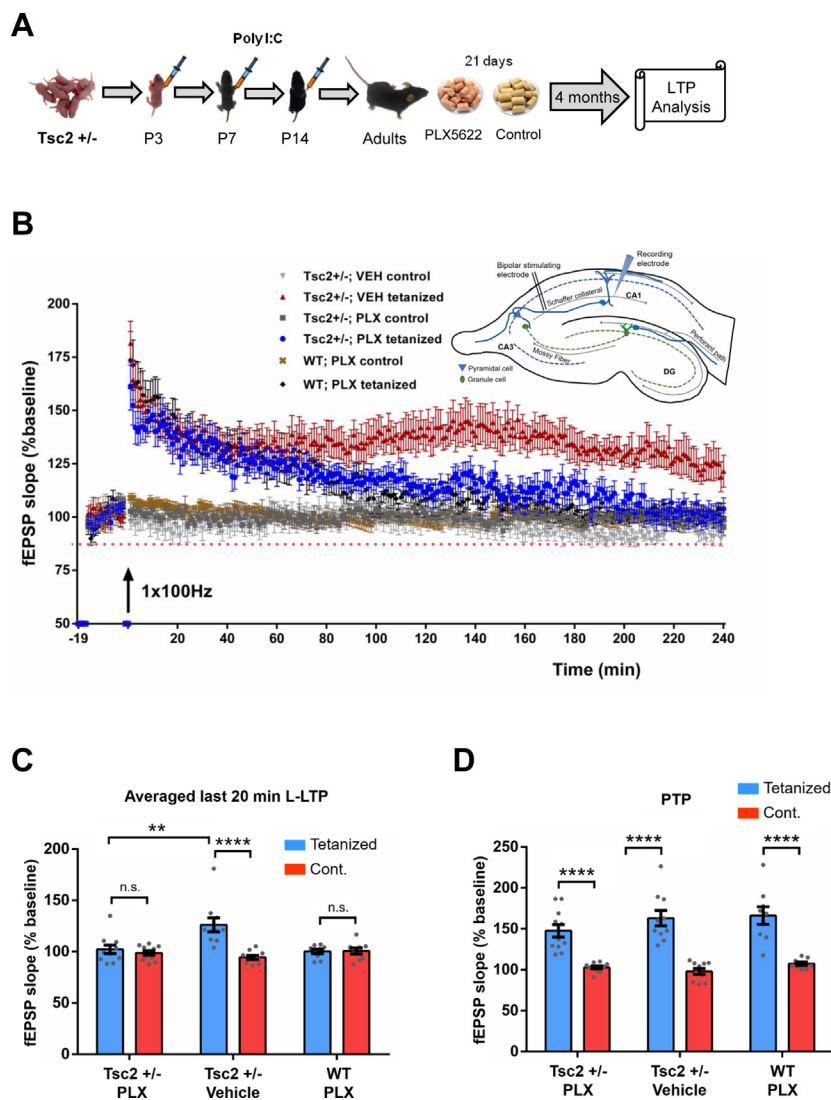 A
Poly I:C
21 days
4 months
LTP
Analysis
Tsc2 +/-
P3
P7
P14
Adults
PLX5622
Control
B
Tsc2+/-; VEH control
Tsc2+/-; VEH tetanized
Tsc2+/-; PLX control
Tsc2+/-; PLX tetanized
WT; PLX control
WT; PLX tetanized
Bipolar stimulating
electrode
Recording
electrode
Schaffer collateral
CA1
CA3
Mossy Fiber
Perforant path
DG
Pyramidal cell
Granule cell
fEPSP slope (%baseline)
200
175
150
125
100
75
50
1x100Hz
-19
20
40
60
80
100
120
140
160
180
200
220
240
Time (min)
C
Averaged last 20 min L-LTP
Tetanized
Cont.
**
****
n.s.
n.s.
fEPSP slope (% baseline)
200
150
100
50
0
Tsc2 +/-
PLX
Tsc2 +/-
Vehicle
WT
PLX
D
PTP
Tetanized
Cont.
****
****
****
fEPSP slope (% baseline)
250
200
150
100
50
0
Tsc2 +/-
PLX
Tsc2 +/-
Vehicle
WT
PLX